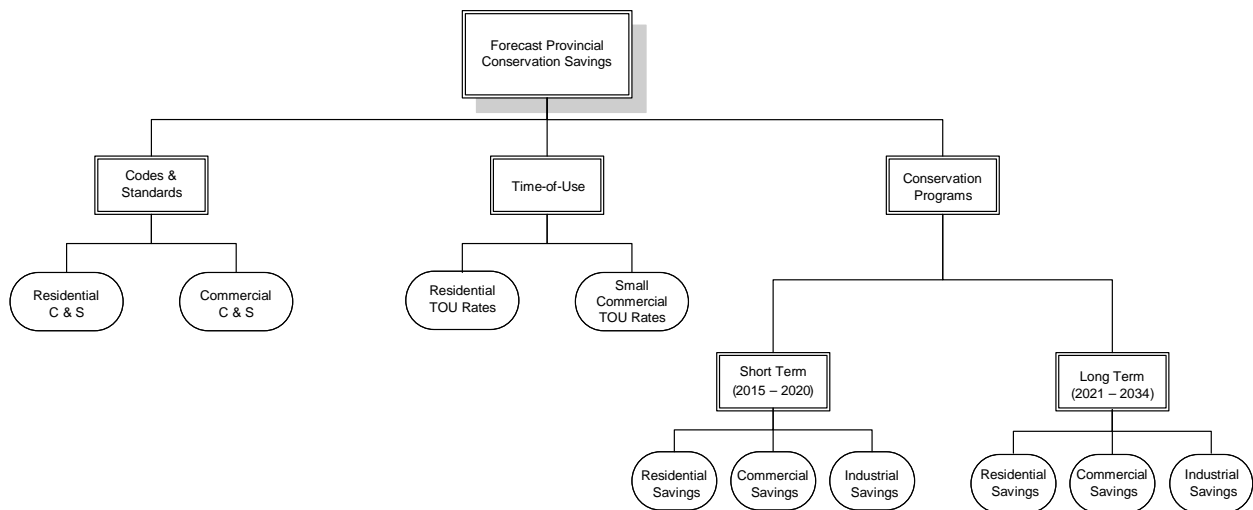 Forecast Provincial
Conservation Savings
Codes &
Standards
Time-of-Use
Conservation
Programs
Residential
C & S
Commercial
C & S
Residential
TOU Rates
Small
Commercial
TOU Rates
Short Term
(2015 – 2020)
Long Term
(2021 – 2034)
Residential
Savings
Commercial
Savings
Industrial
Savings
Residential
Savings
Commercial
Savings
Industrial
Savings